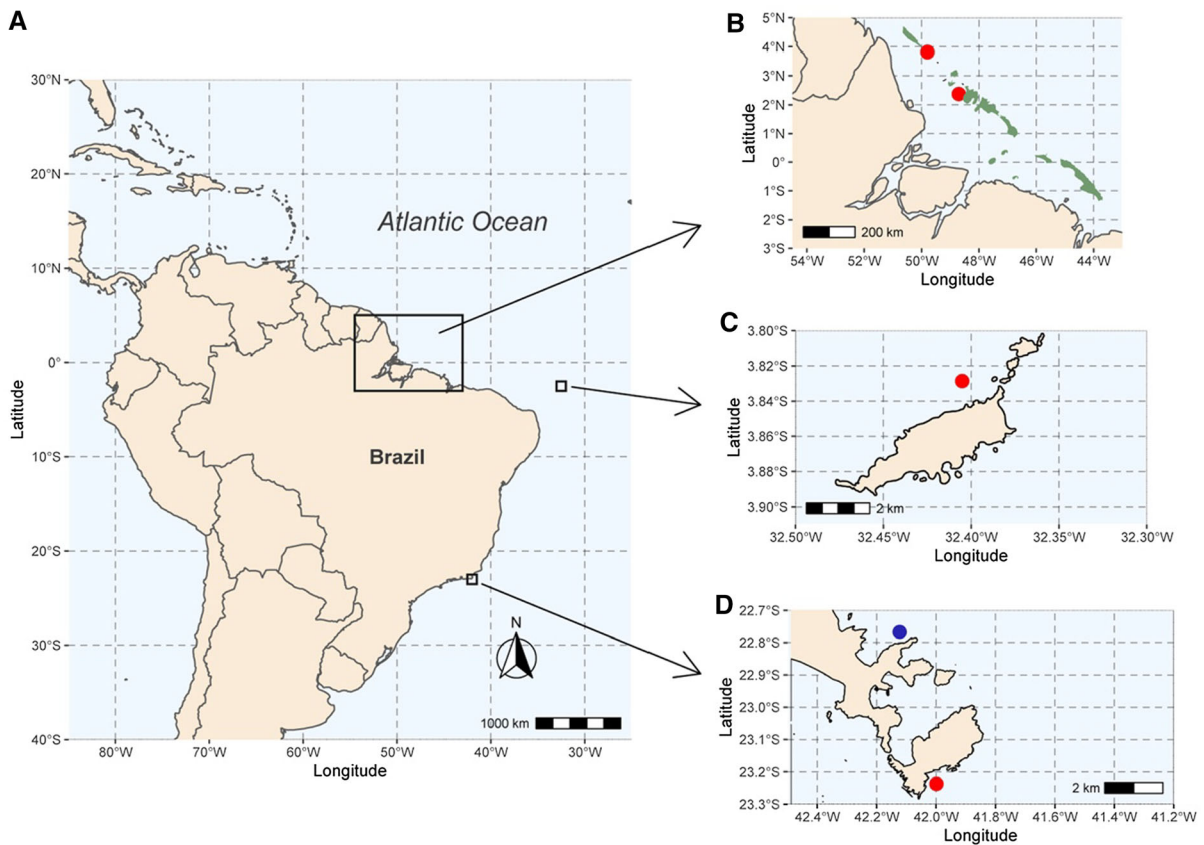 A
30°N
20°N
10°N
0°
10°S
20°S
30°S
40°S
Latitude
Atlantic Ocean
Brazil
N
1000 km
80°W 70°W 60°W 50°W 40°W 30°W
Longitude
B
5°N
4°N
3°N
2°N
1°N
0°
1°S
2°S
3°S
Latitude
200 km
54°W 52°W 50°W 48°W 46°W 44°W
Longitude
C
3.80°S
3.82°S
3.84°S
3.86°S
3.88°S
3.90°S
Latitude
2 km
32.50°W 32.45°W 32.40°W 32.35°W 32.30°W
Longitude
D
22.7°S
22.8°S
22.9°S
23.0°S
23.1°S
23.2°S
23.3°S
Latitude
2 km
42.4°W 42.2°W 42.0°W 41.8°W 41.6°W 41.4°W 41.2°W
Longitude